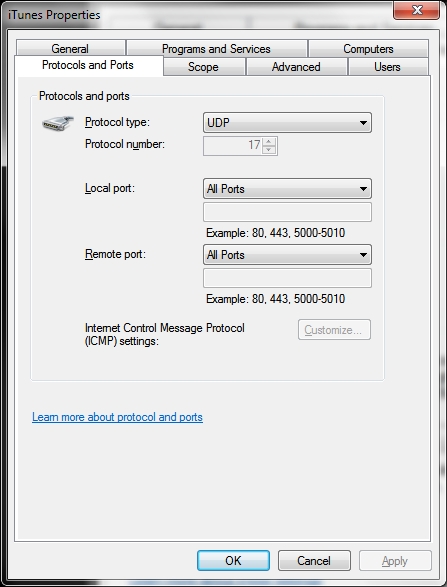 iTunes Properties
General
Programs and Services
Computers
Protocols and Ports
Scope
Advanced
Users
Protocols and ports
Protocol type:
UDP
Protocol number:
17
Local port:
All Ports
Example: 80, 443, 5000-5010
Remote port:
All Ports
Example: 80, 443, 5000-5010
Internet Control Message Protocol
(ICMP) settings:
Customize...
Learn more about protocol and ports
OK
Cancel
Apply